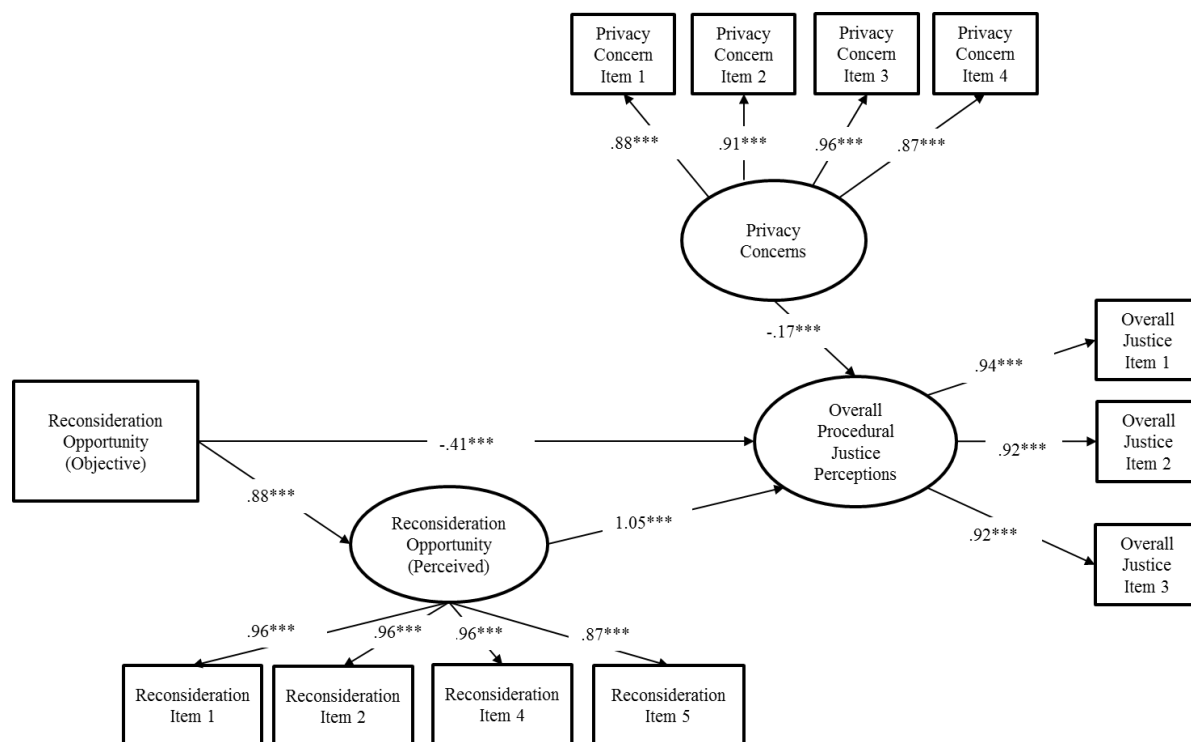 Privacy
Concern
Item 1
Privacy
Concern
Item 2
Privacy
Concern
Item 3
Privacy
Concern
Item 4
.88***
.91***
.96***
.87***
Privacy
Concerns
-.17***
Overall
Justice
Item 1
.94***
Reconsideration
Opportunity
(Objective)
-.41***
Overall
Procedural
Justice
Perceptions
.92***
Overall
Justice
Item 2
.88***
Reconsideration
Opportunity
(Perceived)
1.05***
.92***
Overall
Justice
Item 3
.96***
.96***
.96***
.87***
Reconsideration
Item 1
Reconsideration
Item 2
Reconsideration
Item 4
Reconsideration
Item 5